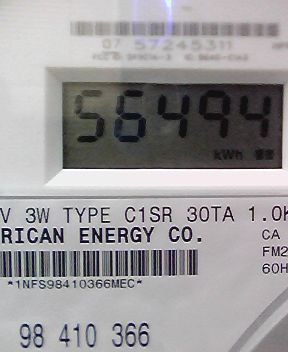 07 57245311
56494
kWh
V 3W TYPE C1SR 30TA 1.0K
RICAN ENERGY CO.
CA
FM2
60H
*1NFS98410366MEC*
98 410 366